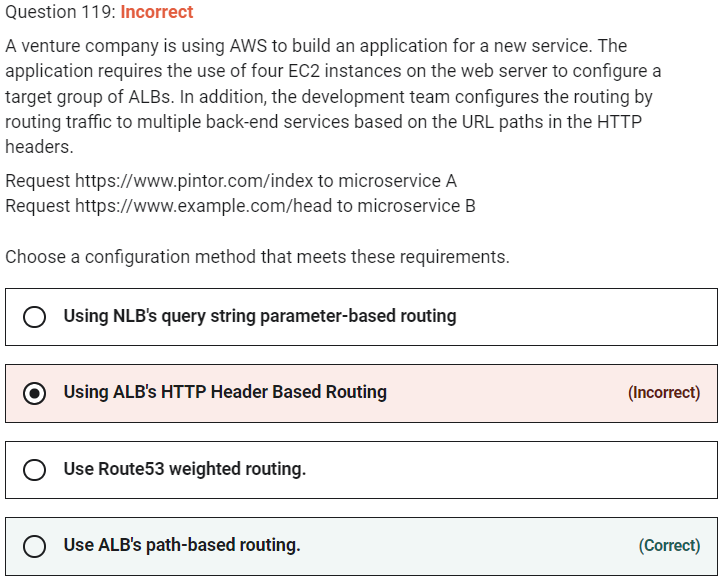 Question 119: Incorrect
A venture company is using AWS to build an application for a new service. The
application requires the use of four EC2 instances on the web server to configure a
target group of ALBs. In addition, the development team configures the routing by
routing traffic to multiple back-end services based on the URL paths in the HTTP
headers.
Request https://www.pintor.com/index to microservice A
Request https://www.example.com/head to microservice B
Choose a configuration method that meets these requirements.
Using NLB's query string parameter-based routing
Using ALB's HTTP Header Based Routing (Incorrect)
Use Route53 weighted routing.
Use ALB's path-based routing. (Correct)